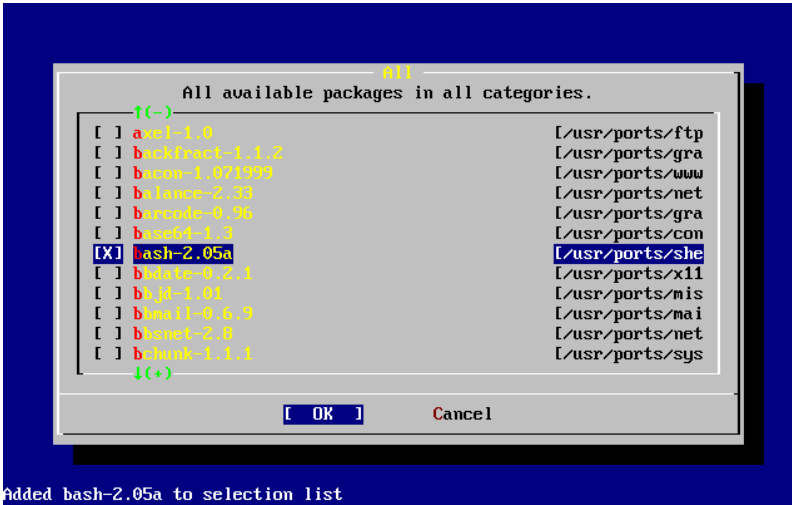 All
All available packages in all categories.
↑(-)
[ ] axel-1.0 [/usr/ports/ftp
[ ] backfract-1.1.2 [/usr/ports/gra
[ ] bacon-1.071999 [/usr/ports/www
[ ] balance-2.33 [/usr/ports/net
[ ] barcode-0.96 [/usr/ports/gra
[ ] base64-1.3 [/usr/ports/con
[X] bash-2.05a [/usr/ports/she
[ ] bbdate-0.2.1 [/usr/ports/x11
[ ] bbjd-1.01 [/usr/ports/mis
[ ] bbmail-0.6.9 [/usr/ports/mai
[ ] bbsnet-2.8 [/usr/ports/net
[ ] bchunk-1.1.1 [/usr/ports/sys
↓(+)
[ OK ] Cancel
Added bash-2.05a to selection list